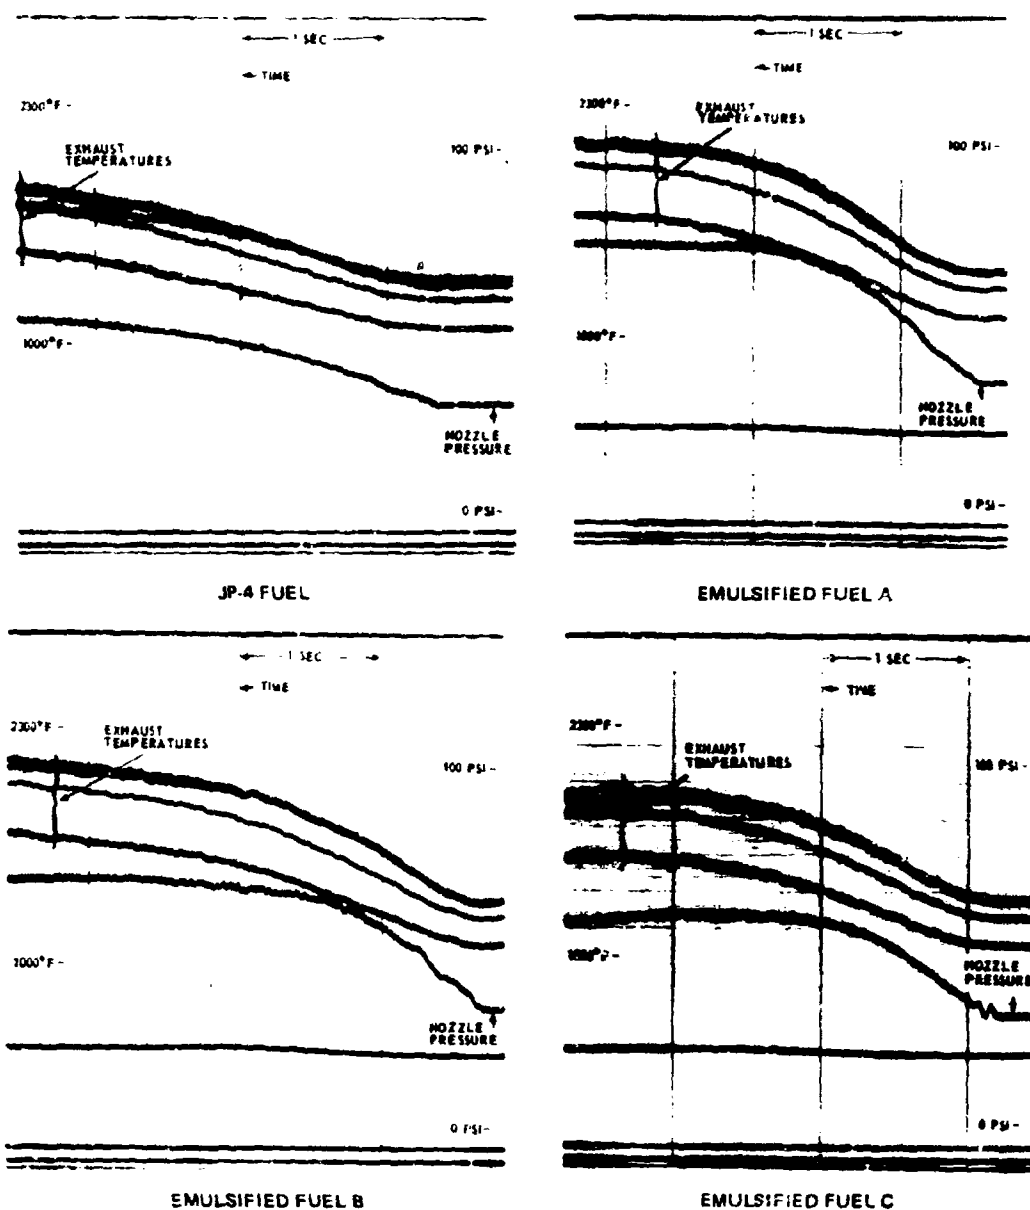 1 SEC
← TIME
2300°F -
EXHAUST
TEMPERATURES
100 PSI -
1000°F -
NOZZLE
PRESSURE
0 PSI -
JP-4 FUEL
1 SEC
← TIME
2300°F -
EXHAUST
TEMPERATURES
100 PSI -
1000°F -
NOZZLE
PRESSURE
0 PSI -
EMULSIFIED FUEL A
1 SEC
← TIME
2300°F -
EXHAUST
TEMPERATURES
100 PSI -
1000°F -
NOZZLE
PRESSURE
0 PSI -
EMULSIFIED FUEL B
1 SEC
← TIME
2300°F -
EXHAUST
TEMPERATURES
100 PSI -
1000°F -
NOZZLE
PRESSURE
0 PSI -
EMULSIFIED FUEL C